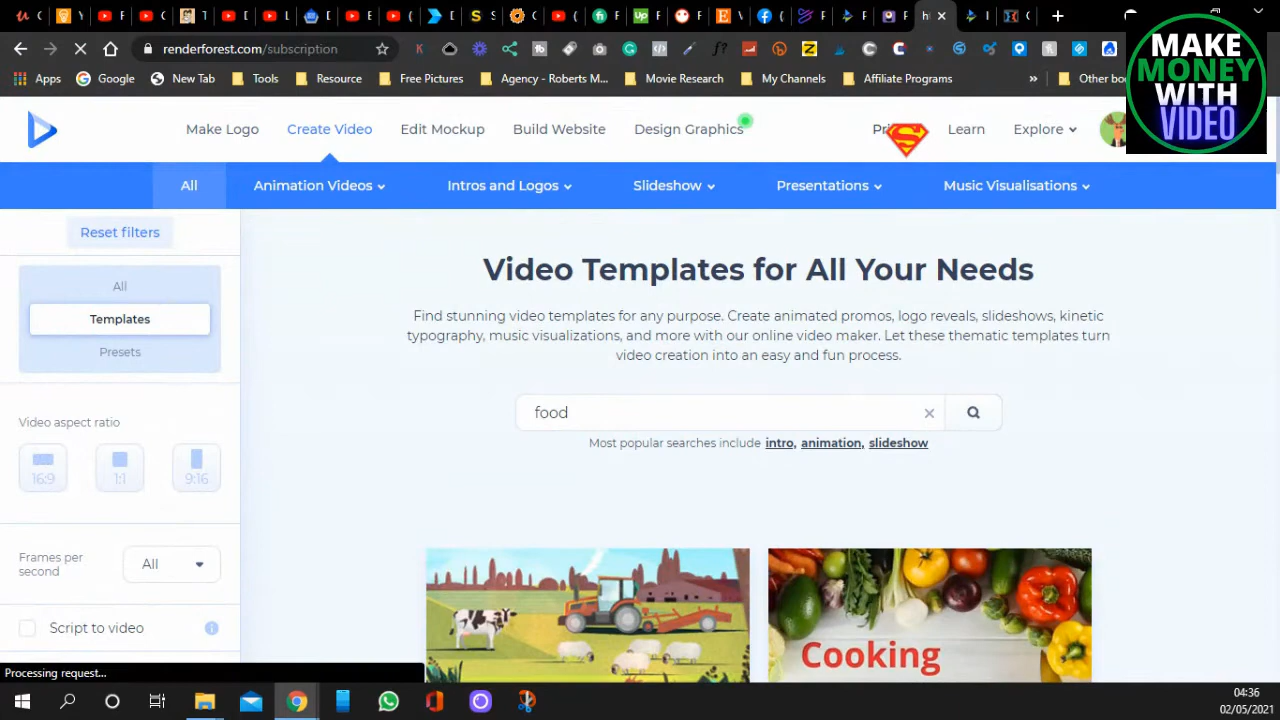 renderforest.com/subscription
Apps
Google
New Tab
Tools
Resource
Free Pictures
Agency - Roberts M...
Movie Research
My Channels
Affiliate Programs
»
Other bo
MAKE
MONEY
WITH
VIDEO
Make Logo
Create Video
Edit Mockup
Build Website
Design Graphics
Learn
Explore
All
Animation Videos
Intros and Logos
Slideshow
Presentations
Music Visualisations
Reset filters
All
Templates
Presets
Video aspect ratio
16:9
1:1
9:16
Frames per
second
All
Script to video
Video Templates for All Your Needs
Find stunning video templates for any purpose. Create animated promos, logo reveals, slideshows, kinetic
typography, music visualizations, and more with our online video maker. Let these thematic templates turn
video creation into an easy and fun process.
food
Most popular searches include intro, animation, slideshow
Cooking
Processing request...
04:36
02/05/2021